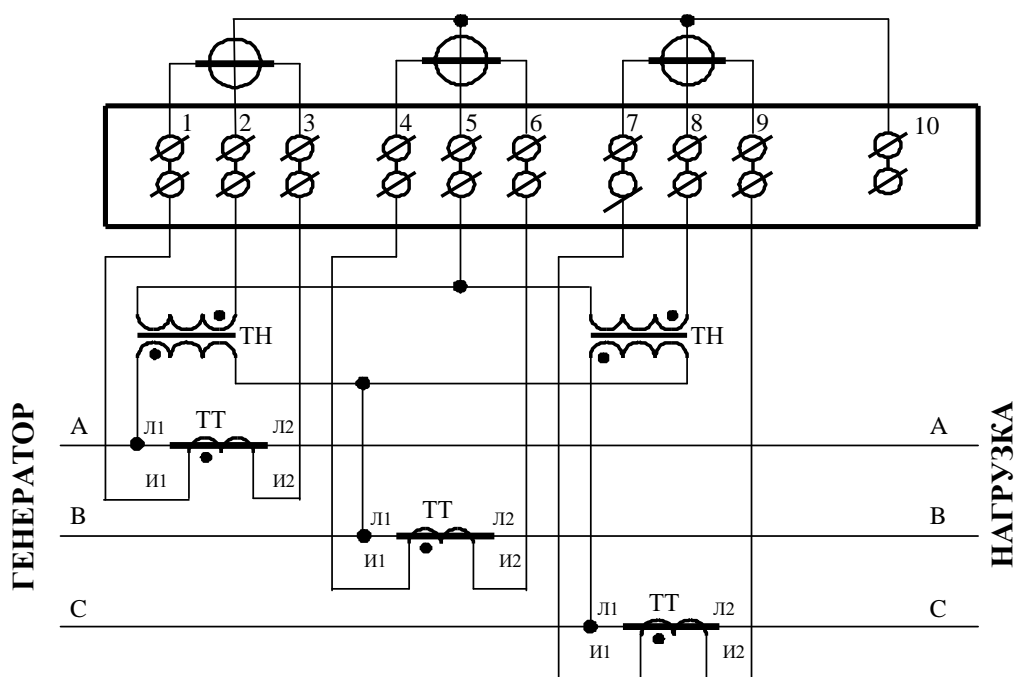 1 2 3 4 5 6 7 8 9 10
ТН ТН
ГЕНЕРАТОР
НАГРУЗКА
А Л1 ТТ Л2 А
И1 И2
В Л1 ТТ Л2 В
И1 И2
С Л1 ТТ Л2 С
И1 И2